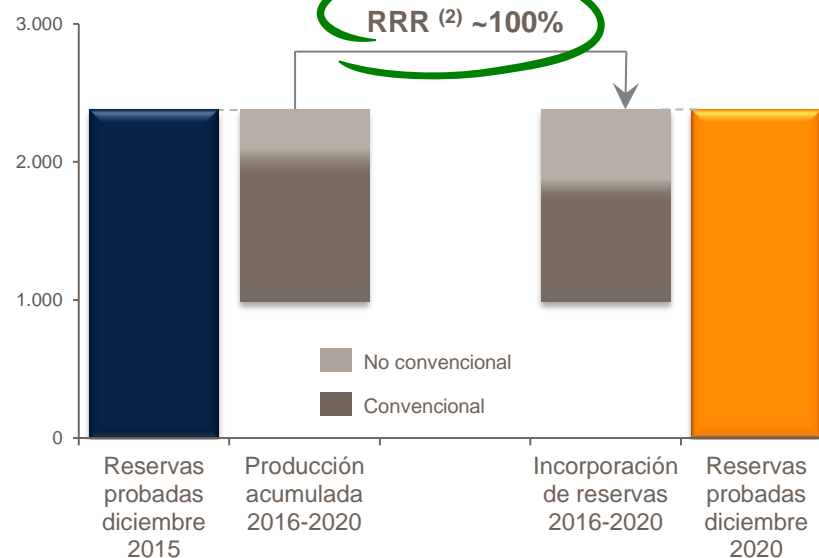 RRR (2) ~100%
3.000
2.000
1.000
0
No convencional
Convencional
Reservas
probadas
diciembre
2015
Producción
acumulada
2016-2020
Incorporación
de reservas
2016-2020
Reservas
probadas
diciembre
2020